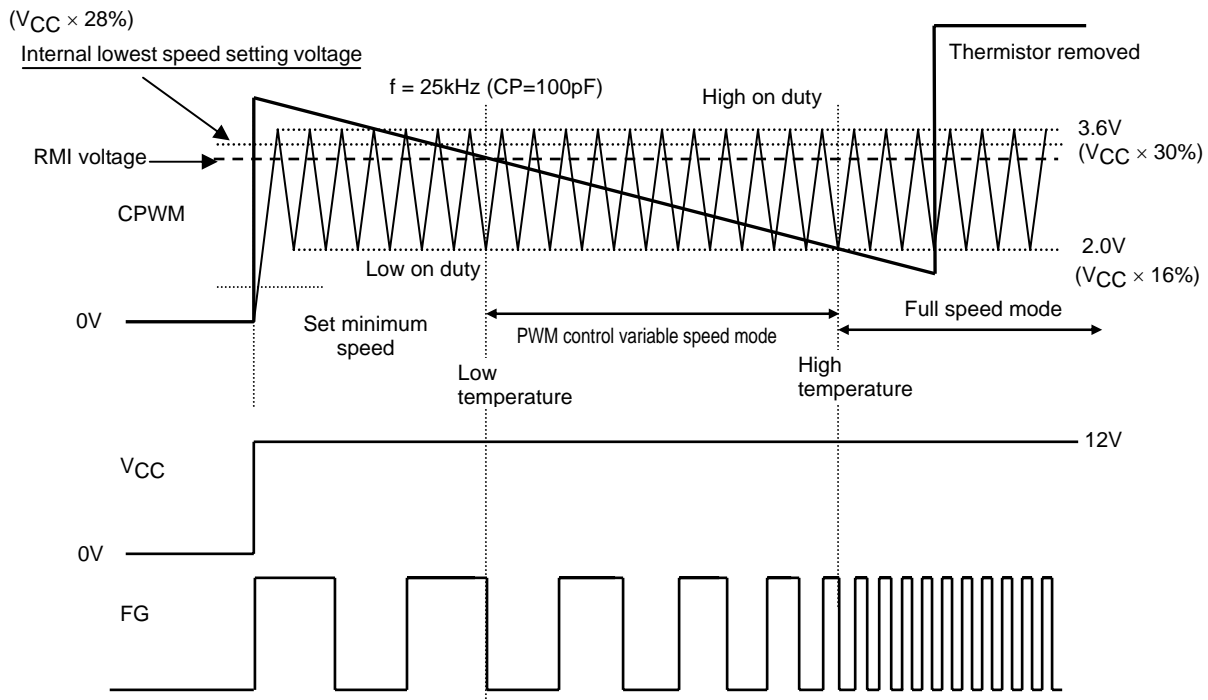 (VCC × 28%)
Internal lowest speed setting voltage
Thermistor removed
f = 25kHz (CP=100pF)
High on duty
3.6V
(VCC × 30%)
RMI voltage
CPWM
Low on duty
2.0V
(VCC × 16%)
0V
Set minimum
speed
PWM control variable speed mode
Full speed mode
Low
temperature
High
temperature
VCC
12V
0V
FG